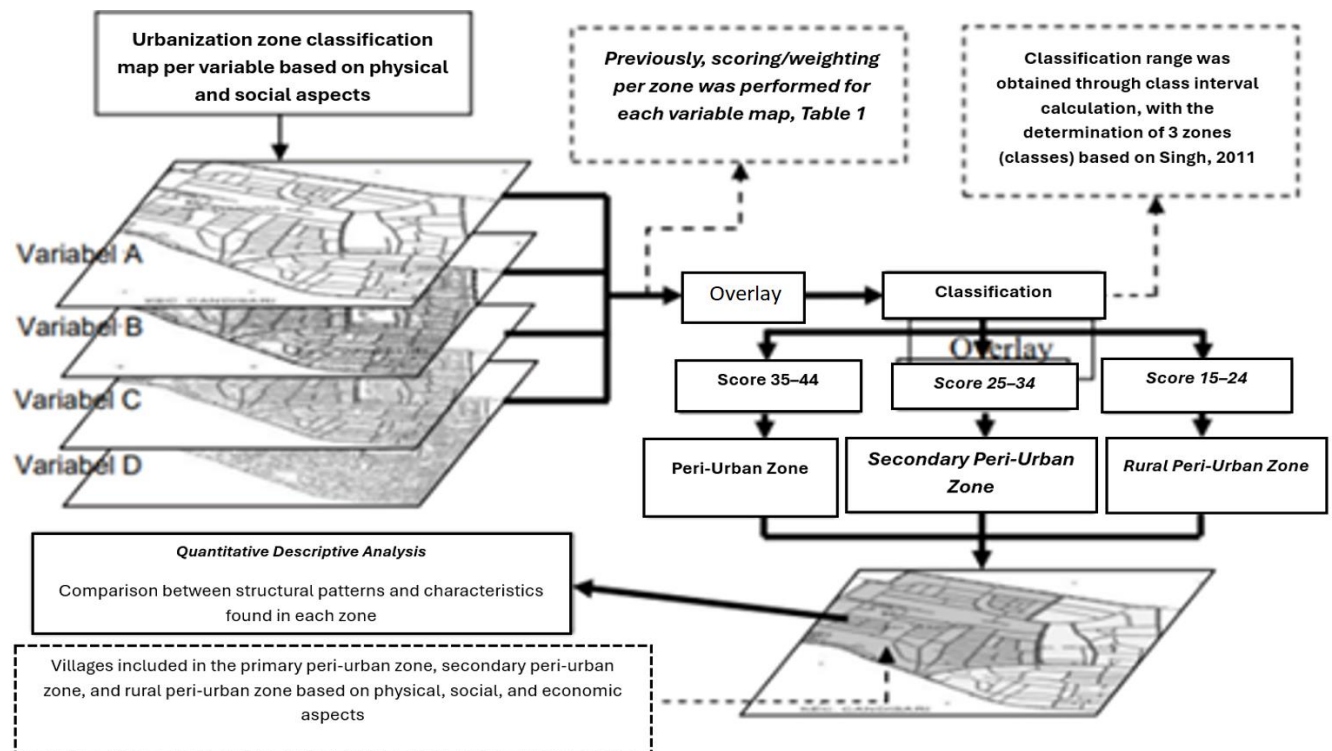 Urbanization zone classification
map per variable based on physical
and social aspects
Previously, scoring/weighting
per zone was performed for
each variable map, Table 1
Classification range was
obtained through class interval
calculation, with the
determination of 3 zones
(classes) based on Singh, 2011
Variabel A
Variabel B
Variabel C
Variabel D
KEC. CANDISARI
Overlay
Classification
Overlay
Score 35–44
Score 25–34
Score 15–24
Peri-Urban Zone
Secondary Peri-Urban
Zone
Rural Peri-Urban Zone
Quantitative Descriptive Analysis
Comparison between structural patterns and characteristics
found in each zone
Villages included in the primary peri-urban zone, secondary peri-urban
zone, and rural peri-urban zone based on physical, social, and economic
aspects
KEC. CANDISARI